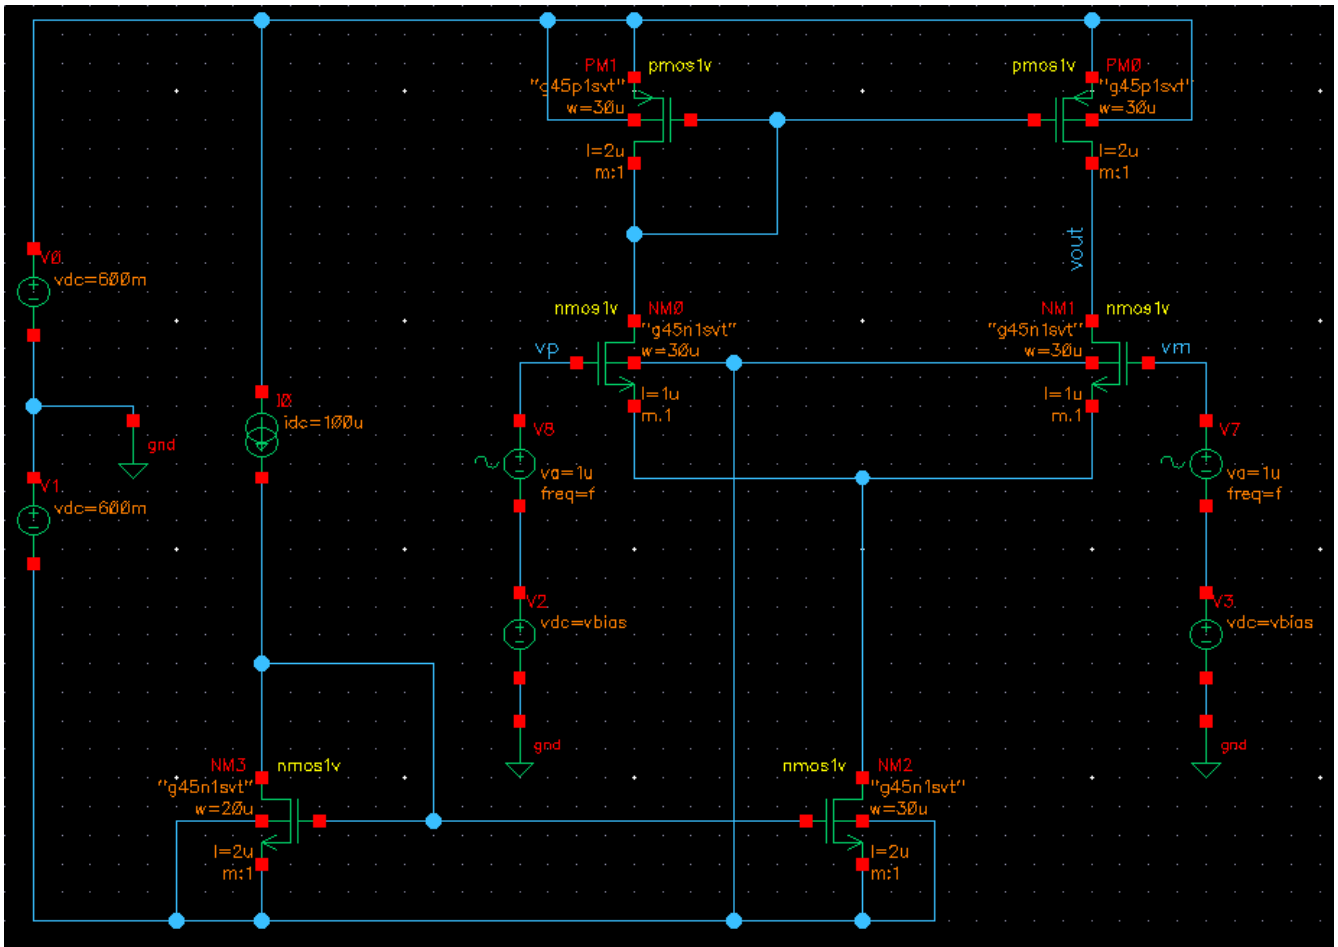 PM1
pmos1v
"g45p1svt"
w=30u
l=2u
m:1
pmos1v
PM0
"g45p1svt"
w=30u
l=2u
m:1
V0
vdc=600m
gnd
V1
vdc=600m
I0
idc=100u
vout
nmos1v
NM0
"g45n1svt"
w=30u
l=1u
m:1
vp
NM1
nmos1v
"g45n1svt"
w=30u
l=1u
m:1
vm
V8
va=1u
freq=f
V7
va=1u
freq=f
V2
vdc=vbias
gnd
V3
vdc=vbias
gnd
NM3
nmos1v
"g45n1svt"
w=20u
l=2u
m:1
nmos1v
NM2
"g45n1svt"
w=30u
l=2u
m:1